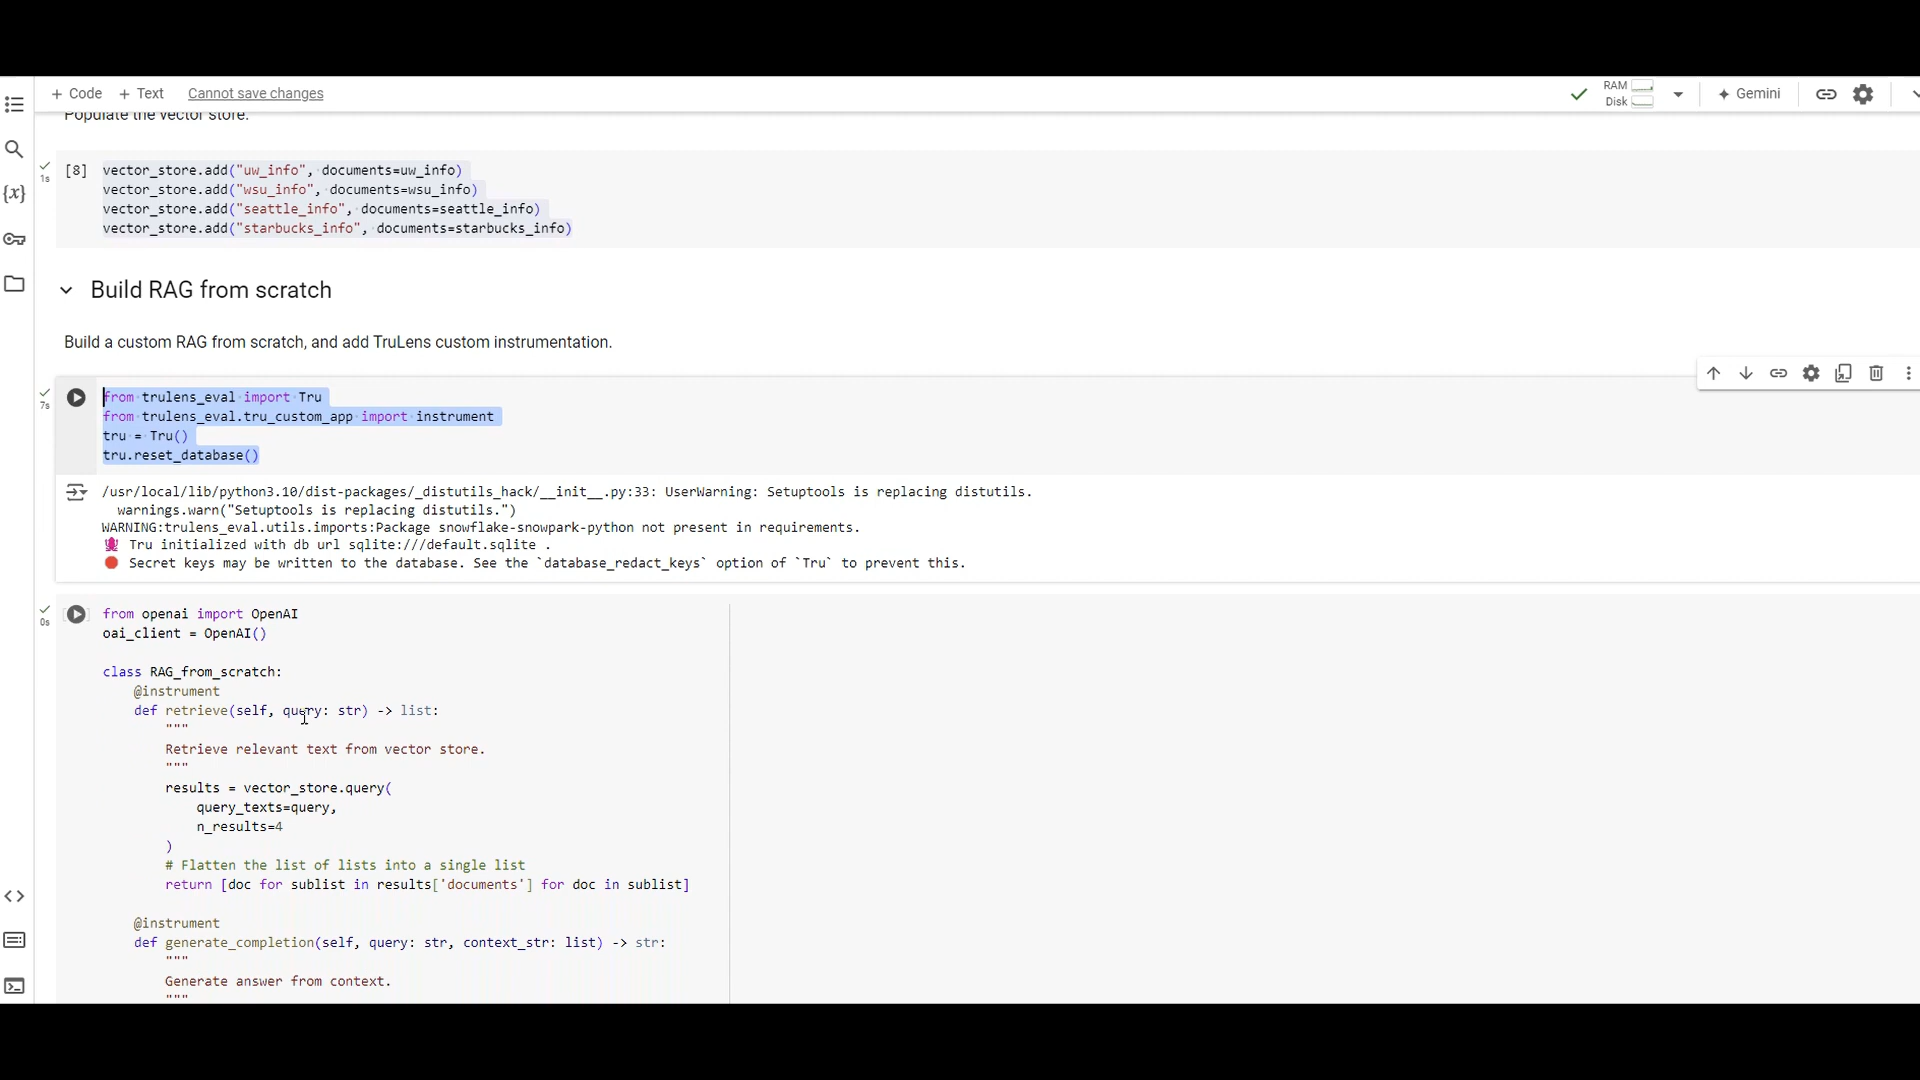 + Code + Text Cannot save changes
RAM
Disk
Gemini
Populate the vector store.
1s
[8]
vector_store.add("uw_info", documents=uw_info)
vector_store.add("wsu_info", documents=wsu_info)
vector_store.add("seattle_info", documents=seattle_info)
vector_store.add("starbucks_info", documents=starbucks_info)
Build RAG from scratch
Build a custom RAG from scratch, and add TruLens custom instrumentation.
7s
from trulens_eval import Tru
from trulens_eval.tru_custom_app import instrument
tru = Tru()
tru.reset_database()
/usr/local/lib/python3.10/dist-packages/_distutils_hack/__init__.py:33: UserWarning: Setuptools is replacing distutils.
warnings.warn("Setuptools is replacing distutils.")
WARNING:trulens_eval.utils.imports:Package snowflake-snowpark-python not present in requirements.
🦑 Tru initialized with db url sqlite:///default.sqlite .
🛑 Secret keys may be written to the database. See the `database_redact_keys` option of `Tru` to prevent this.
0s
from openai import OpenAI
oai_client = OpenAI()
class RAG_from_scratch:
@instrument
def retrieve(self, query: str) -> list:
"""
Retrieve relevant text from vector store.
"""
results = vector_store.query(
query_texts=query,
n_results=4
)
# Flatten the list of lists into a single list
return [doc for sublist in results['documents'] for doc in sublist]
@instrument
def generate_completion(self, query: str, context_str: list) -> str:
"""
Generate answer from context.
"""